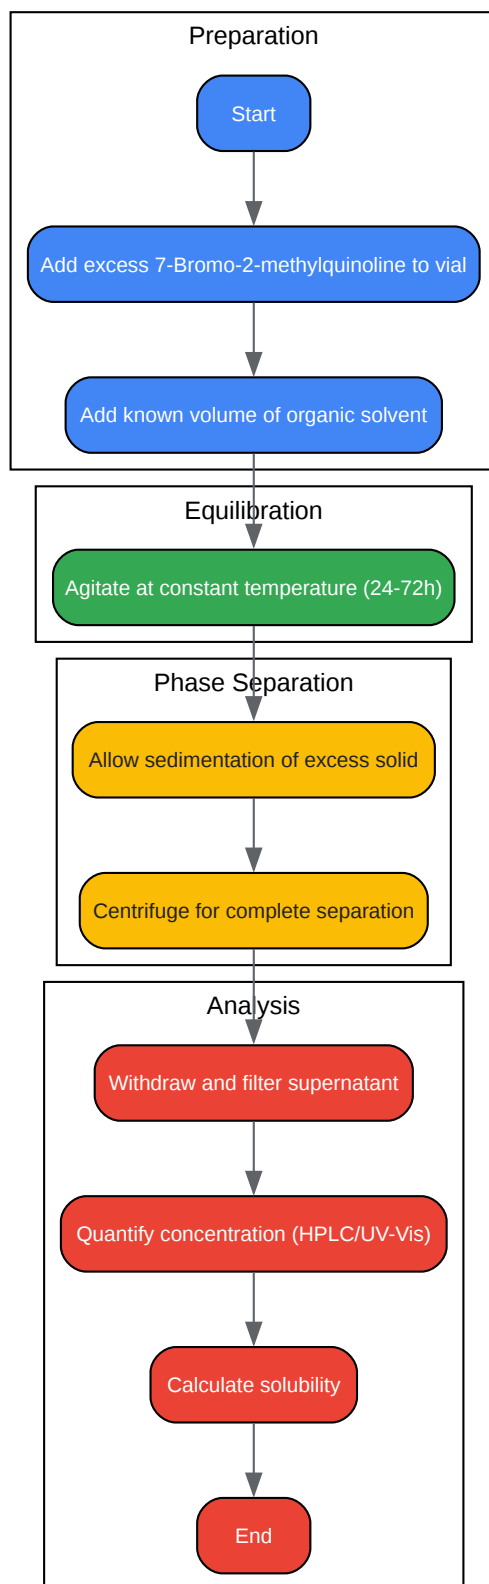 Preparation
Start
Add excess 7-Bromo-2-methylquinoline to vial
Add known volume of organic solvent
Equilibration
Agitate at constant temperature (24-72h)
Phase Separation
Allow sedimentation of excess solid
Centrifuge for complete separation
Analysis
Withdraw and filter supernatant
Quantify concentration (HPLC/UV-Vis)
Calculate solubility
End